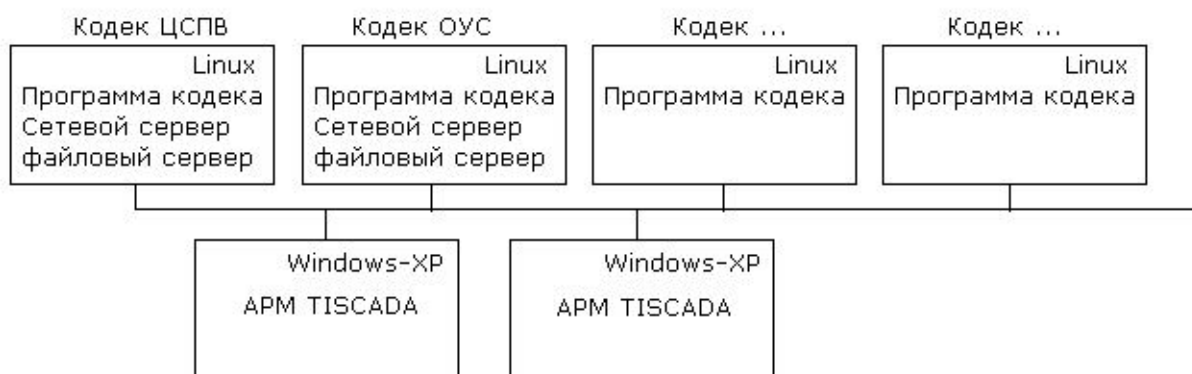 Кодек ЦСПВ
Linux
Программа кодека
Сетевой сервер
файловый сервер
Кодек ОУС
Linux
Программа кодека
Сетевой сервер
файловый сервер
Кодек ...
Linux
Программа кодека
Кодек ...
Linux
Программа кодека
Windows-XP
АРМ TISCADA
Windows-XP
АРМ TISCADA